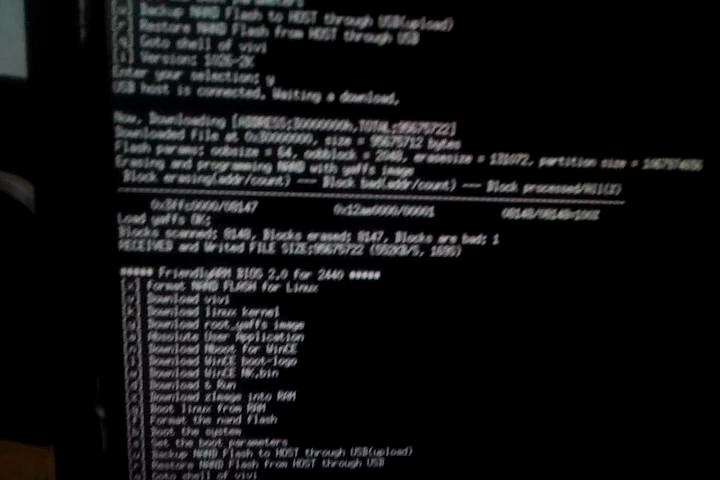 Backup NAND Flash to HOST through USB(upload)
Restore NAND Flash from HOST through USB
Goto shell of vivi
Version: 1026-2K
Enter your selection: y
USB host is connected. Waiting a download.
Now, Downloading [ADDRESS:30000000h,TOTAL:95675722]
Downloaded file at 0x30000000, size = 95675712 bytes
Flash params: oobsize = 64, oobblock = 2048, erasesize = 131072, partition size =
Erasing and programming NAND with yaffs image
Block erasing(addr/count) --- Block bad(addr/count) --- Block processed/All(%)
0x3ffc0000/08147 0x12ae0000/00001 08148/08148=100%
Load yaffs OK:
Blocks scanned: 8148, Blocks erased: 8147, Blocks are bad: 1
RECEIVED and Writed FILE SIZE:95675722 (552KB/S, 169S)
##### FriendlyARM BIOS 2.0 for 2440 #####
[x] format NAND FLASH for Linux
[v] Download vivi
[k] Download linux kernel
[y] Download root_yaffs image
[a] Absolute User Application
[n] Download Nboot for WinCE
[l] Download WinCE boot-logo
[w] Download WinCE NK.bin
[d] Download & Run
[z] Download zImage into RAM
[g] Boot linux from RAM
[f] Format the nand flash
[b] Boot the system
[s] Set the boot parameters
[u] Backup NAND Flash to HOST through USB(upload)
[r] Restore NAND Flash from HOST through USB
[q] Goto shell of vivi